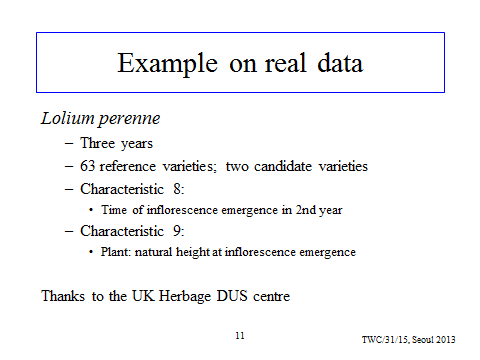 Example on real data
Lolium perenne
– Three years
– 63 reference varieties; two candidate varieties
– Characteristic 8:
• Time of inflorescence emergence in 2nd year
– Characteristic 9:
• Plant: natural height at inflorescence emergence
Thanks to the UK Herbage DUS centre
11
TWC/31/15, Seoul 2013